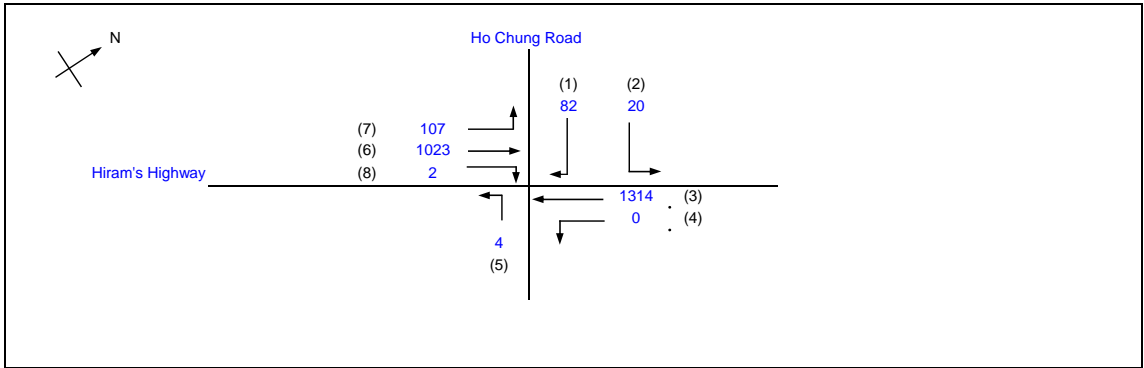 N
Ho Chung Road
(1) (2)
82 20
(7) 107
(6) 1023
Hiram's Highway (8) 2
1314 . (3)
0 . (4)
4
(5)